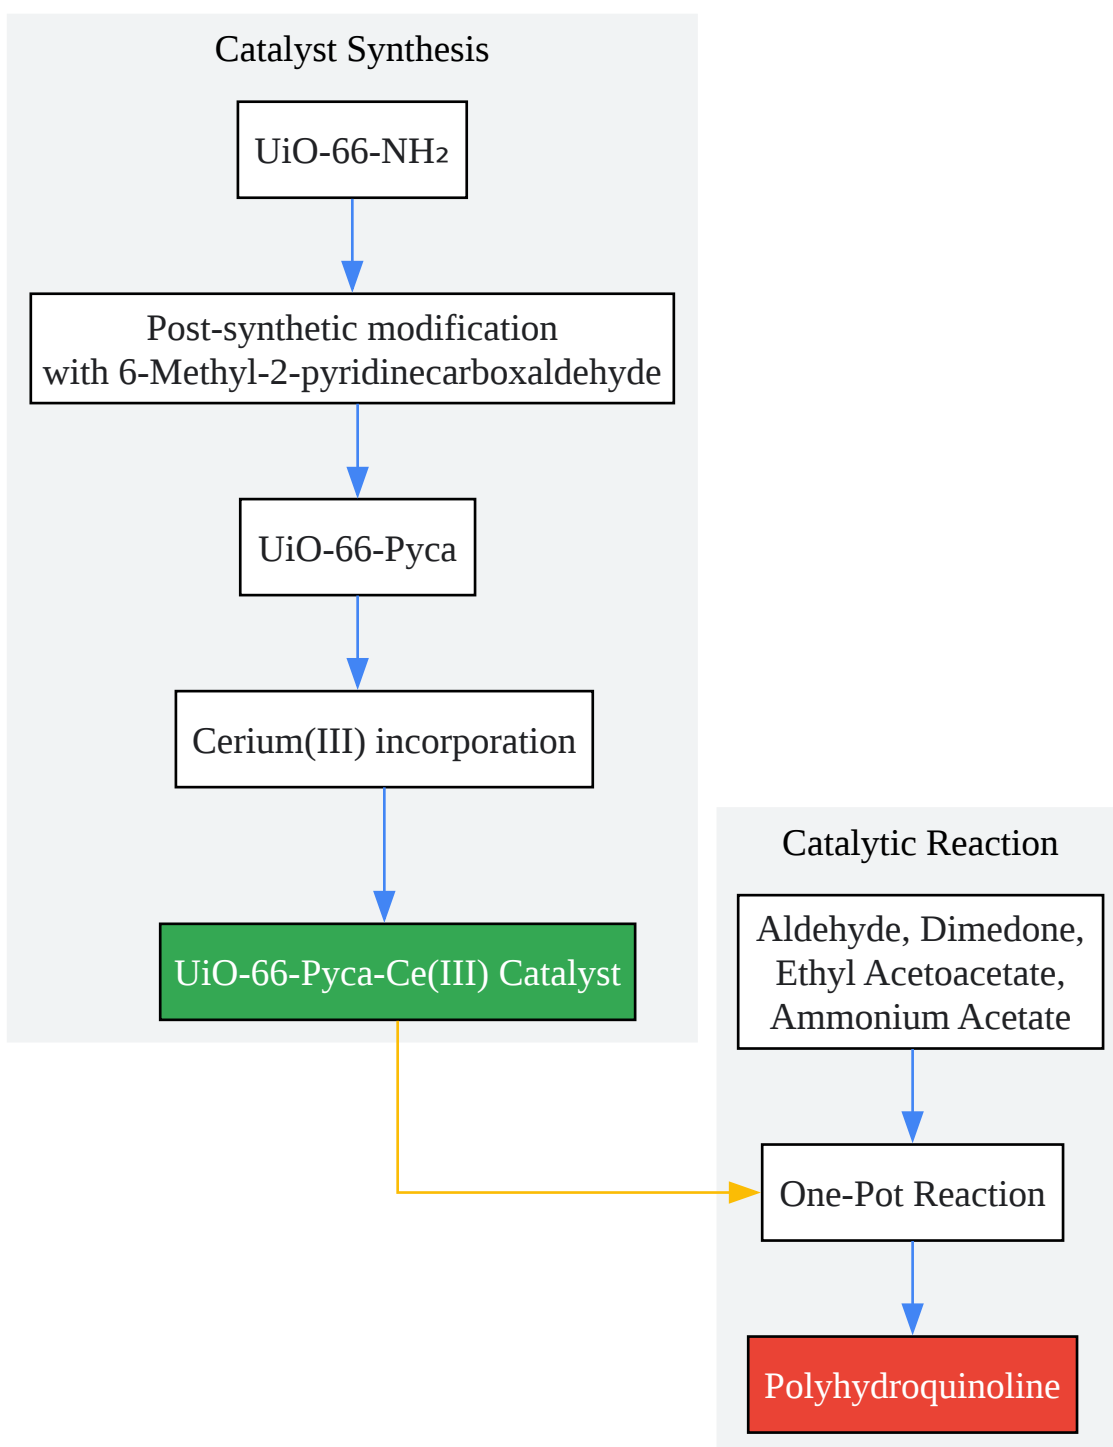 Catalyst Synthesis
UiO-66-NH₂
Post-synthetic modification
with 6-Methyl-2-pyridinecarboxaldehyde
UiO-66-Pyca
Cerium(III) incorporation
UiO-66-Pyca-Ce(III) Catalyst
Catalytic Reaction
Aldehyde, Dimedone,
Ethyl Acetoacetate,
Ammonium Acetate
One-Pot Reaction
Polyhydroquinoline